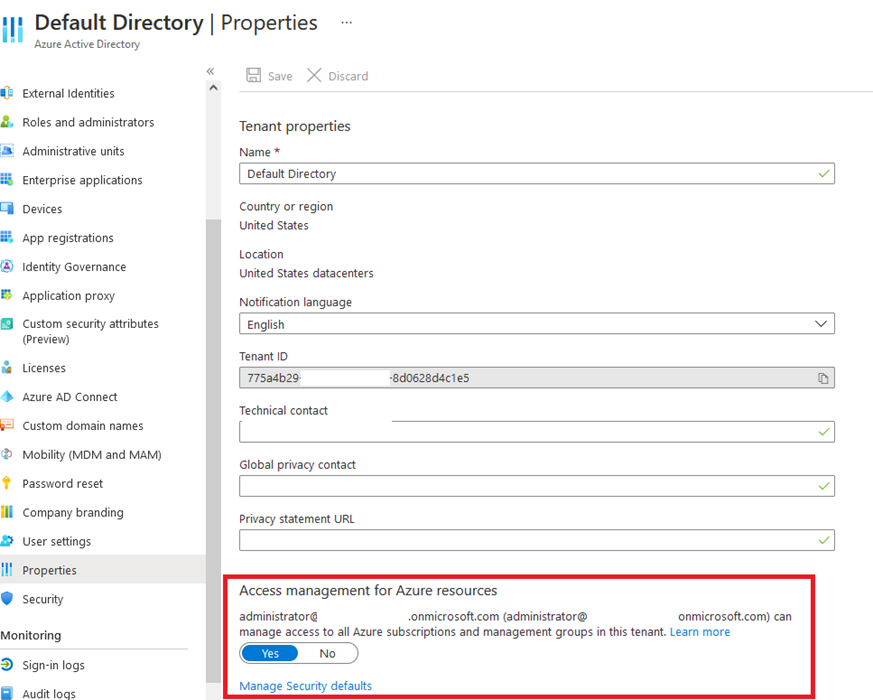 Default Directory | Properties ...
Azure Active Directory
«
External Identities
Roles and administrators
Administrative units
Enterprise applications
Devices
App registrations
Identity Governance
Application proxy
Custom security attributes
(Preview)
Licenses
Azure AD Connect
Custom domain names
Mobility (MDM and MAM)
Password reset
Company branding
User settings
Properties
Security
Monitoring
Sign-in logs
Audit logs
Save Discard
Tenant properties
Name *
Default Directory
Country or region
United States
Location
United States datacenters
Notification language
English
Tenant ID
775a4b29- -8d0628d4c1e5
Technical contact
Global privacy contact
Privacy statement URL
Access management for Azure resources
administrator@ .onmicrosoft.com (administrator@ onmicrosoft.com) can
manage access to all Azure subscriptions and management groups in this tenant. Learn more
Yes No
Manage Security defaults